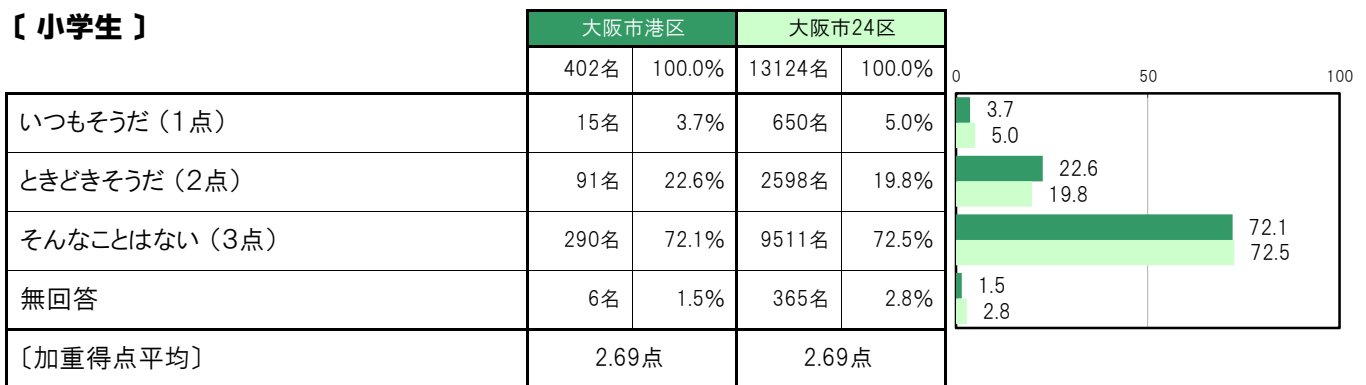 〔 小学生 〕
大阪市港区 大阪市24区
402名 100.0% 13124名 100.0%
0 50 100
いつもそうだ（1点） 15名 3.7% 650名 5.0%
3.7
5.0
ときどきそうだ（2点） 91名 22.6% 2598名 19.8%
22.6
19.8
そんなことはない（3点） 290名 72.1% 9511名 72.5%
72.1
72.5
無回答 6名 1.5% 365名 2.8%
1.5
2.8
〔加重得点平均〕 2.69点 2.69点